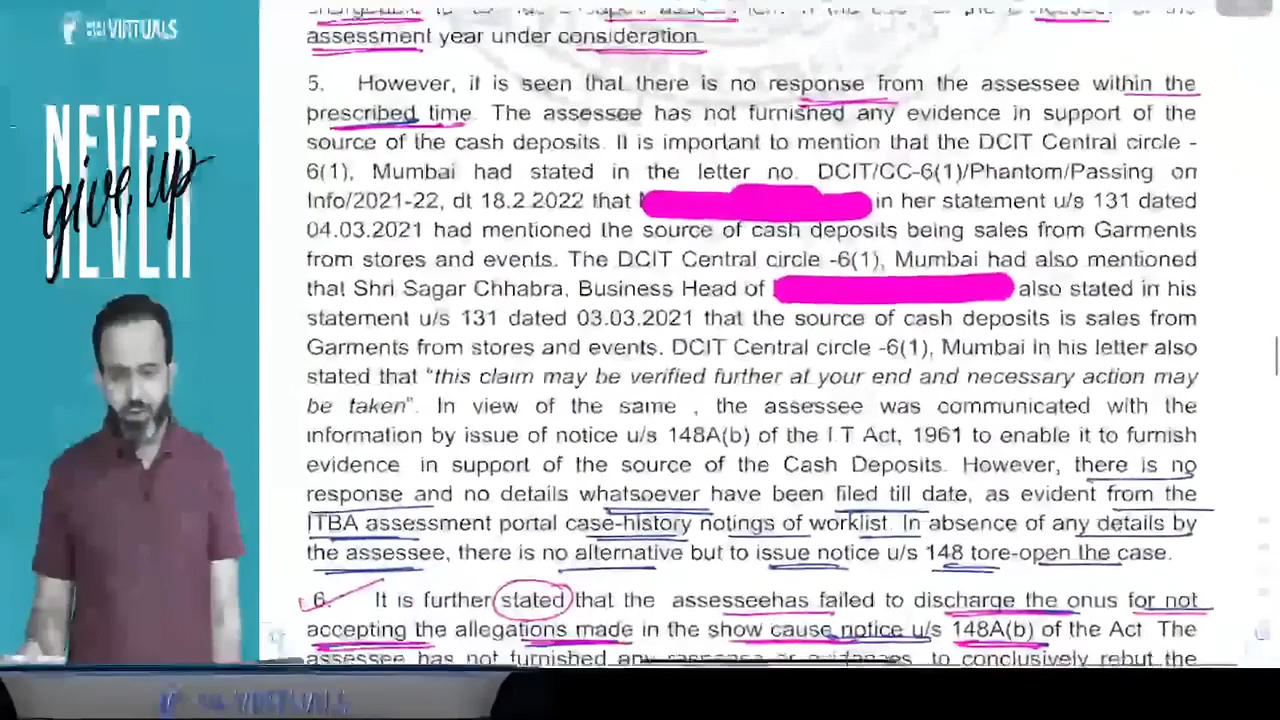 VIRTUALS
NEVER
give up
NEVER
assessment year under consideration.
5. However, it is seen that there is no response from the assessee within the
prescribed time. The assessee has not furnished any evidence in support of the
source of the cash deposits. It is important to mention that the DCIT Central circle -
6(1), Mumbai had stated in the letter no. DCIT/CC-6(1)/Phantom/Passing on
Info/2021-22, dt 18.2.2022 that in her statement u/s 131 dated
04.03.2021 had mentioned the source of cash deposits being sales from Garments
from stores and events. The DCIT Central circle -6(1), Mumbai had also mentioned
that Shri Sagar Chhabra, Business Head of also stated in his
statement u/s 131 dated 03.03.2021 that the source of cash deposits is sales from
Garments from stores and events. DCIT Central circle -6(1), Mumbai in his letter also
stated that "this claim may be verified further at your end and necessary action may
be taken". In view of the same , the assessee was communicated with the
information by issue of notice u/s 148A(b) of the I.T Act, 1961 to enable it to furnish
evidence in support of the source of the Cash Deposits. However, there is no
response and no details whatsoever have been filed till date, as evident from the
ITBA assessment portal case-history notings of worklist. In absence of any details by
the assessee, there is no alternative but to issue notice u/s 148 tore-open the case.
6. It is further stated that the assesseehas failed to discharge the onus for not
accepting the allegations made in the show cause notice u/s 148A(b) of the Act. The
assessee has not furnished any response or evidences to conclusively rebut the
VIRTUALS